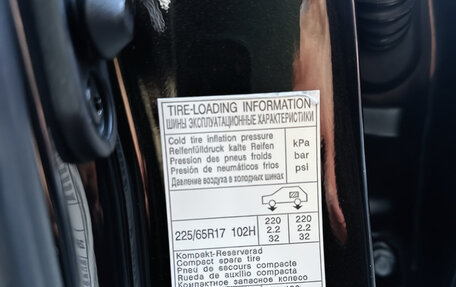 TIRE-LOADING INFORMATION
ШИНЫ ЭКСПЛУАТАЦИОННЫЕ ХАРАКТЕРИСТИКИ
Cold tire inflation pressure
Reifenfülldruck kalte Reifen
Pression des pneus froids
Presión de neumáticos fríos
Давление воздуха в холодных шинах
kPa
bar
psi
225/65R17 102H
220 220
2.2 2.2
32 32
Kompakt-Reserverad
Compact spare tire
Pneu de secours compacte
Rueda de auxilio compacta
Компактное запасное колесо